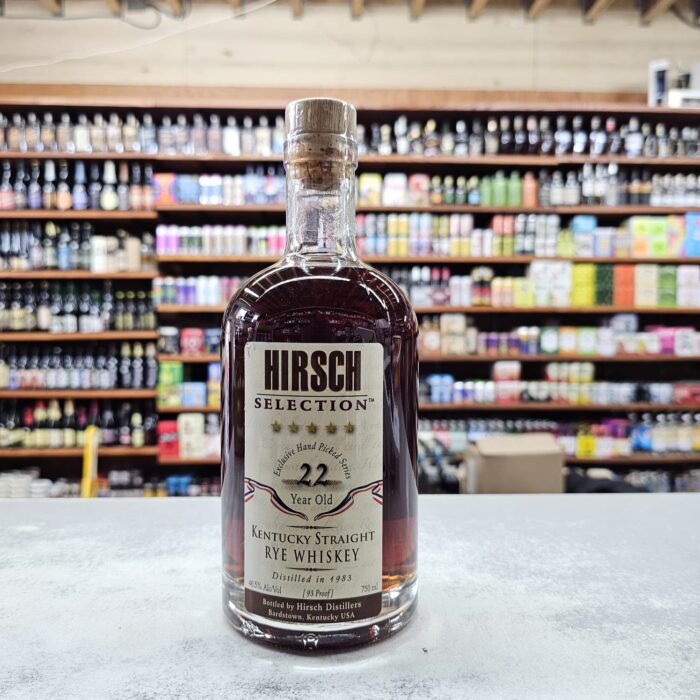 HIRSCH
SELECTION™
Exclusive Hand Picked Series
22
Year Old
KENTUCKY STRAIGHT
RYE WHISKEY
Distilled in 1983
46.5% Alc/Vol [ 93 Proof ] 750 ml
Bottled by Hirsch Distillers
Bardstown, Kentucky USA